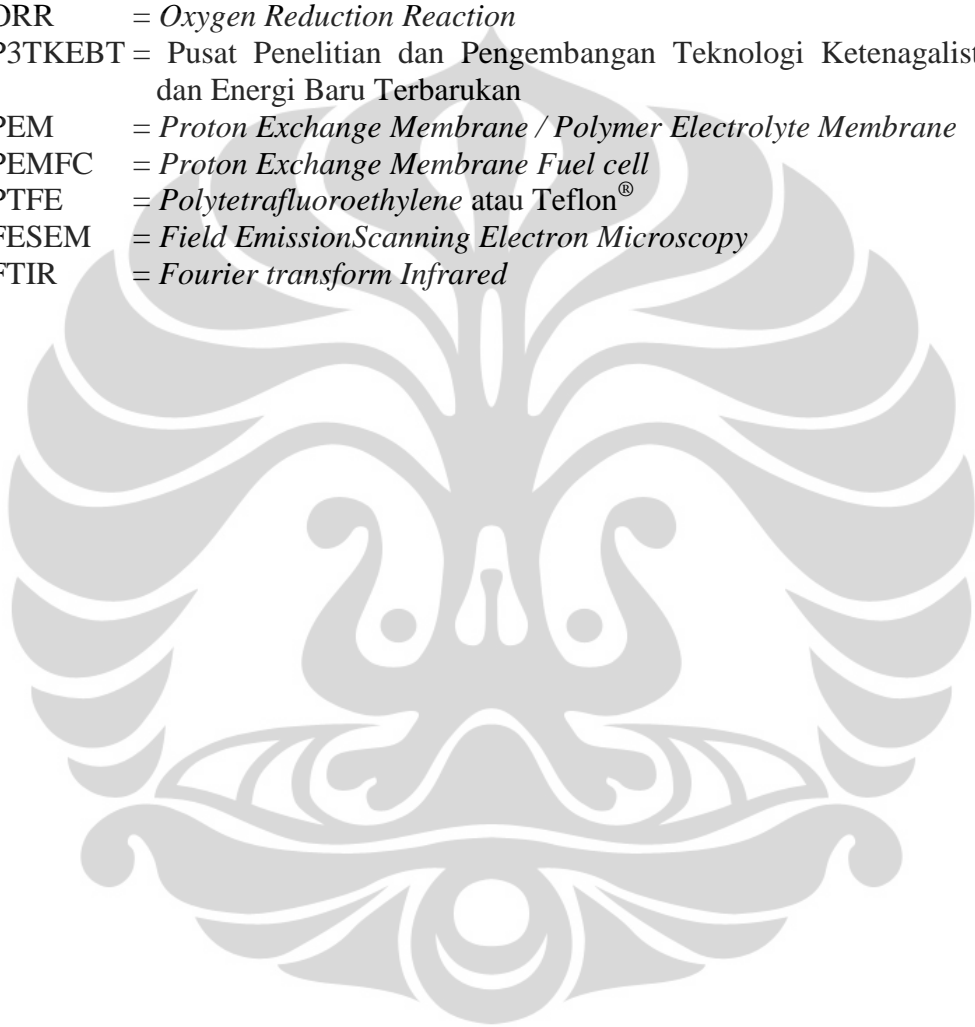 ORR = Oxygen Reduction Reaction
P3TKEBT = Pusat Penelitian dan Pengembangan Teknologi
dan Energi Baru Terbarukan
PEM = Proton Exchange Membrane / Polymer Electrolyte Membrane
PEMFC = Proton Exchange Membrane Fuel cell
PTFE = Polytetrafluoroethylene atau Teflon®
FESEM = Field EmissionScanning Electron Microscopy
FTIR = Fourier transform Infrared